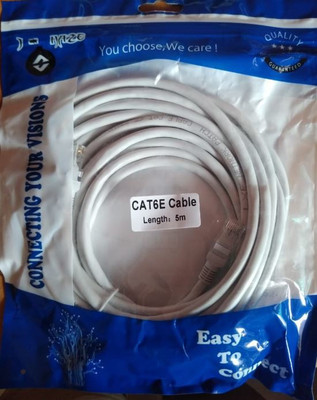 You choose, We care !
QUALITY
GUARANTEED
CONNECTING YOUR VISIONS
CAT6E Cable
Length: 5m
Easy
To
Connect